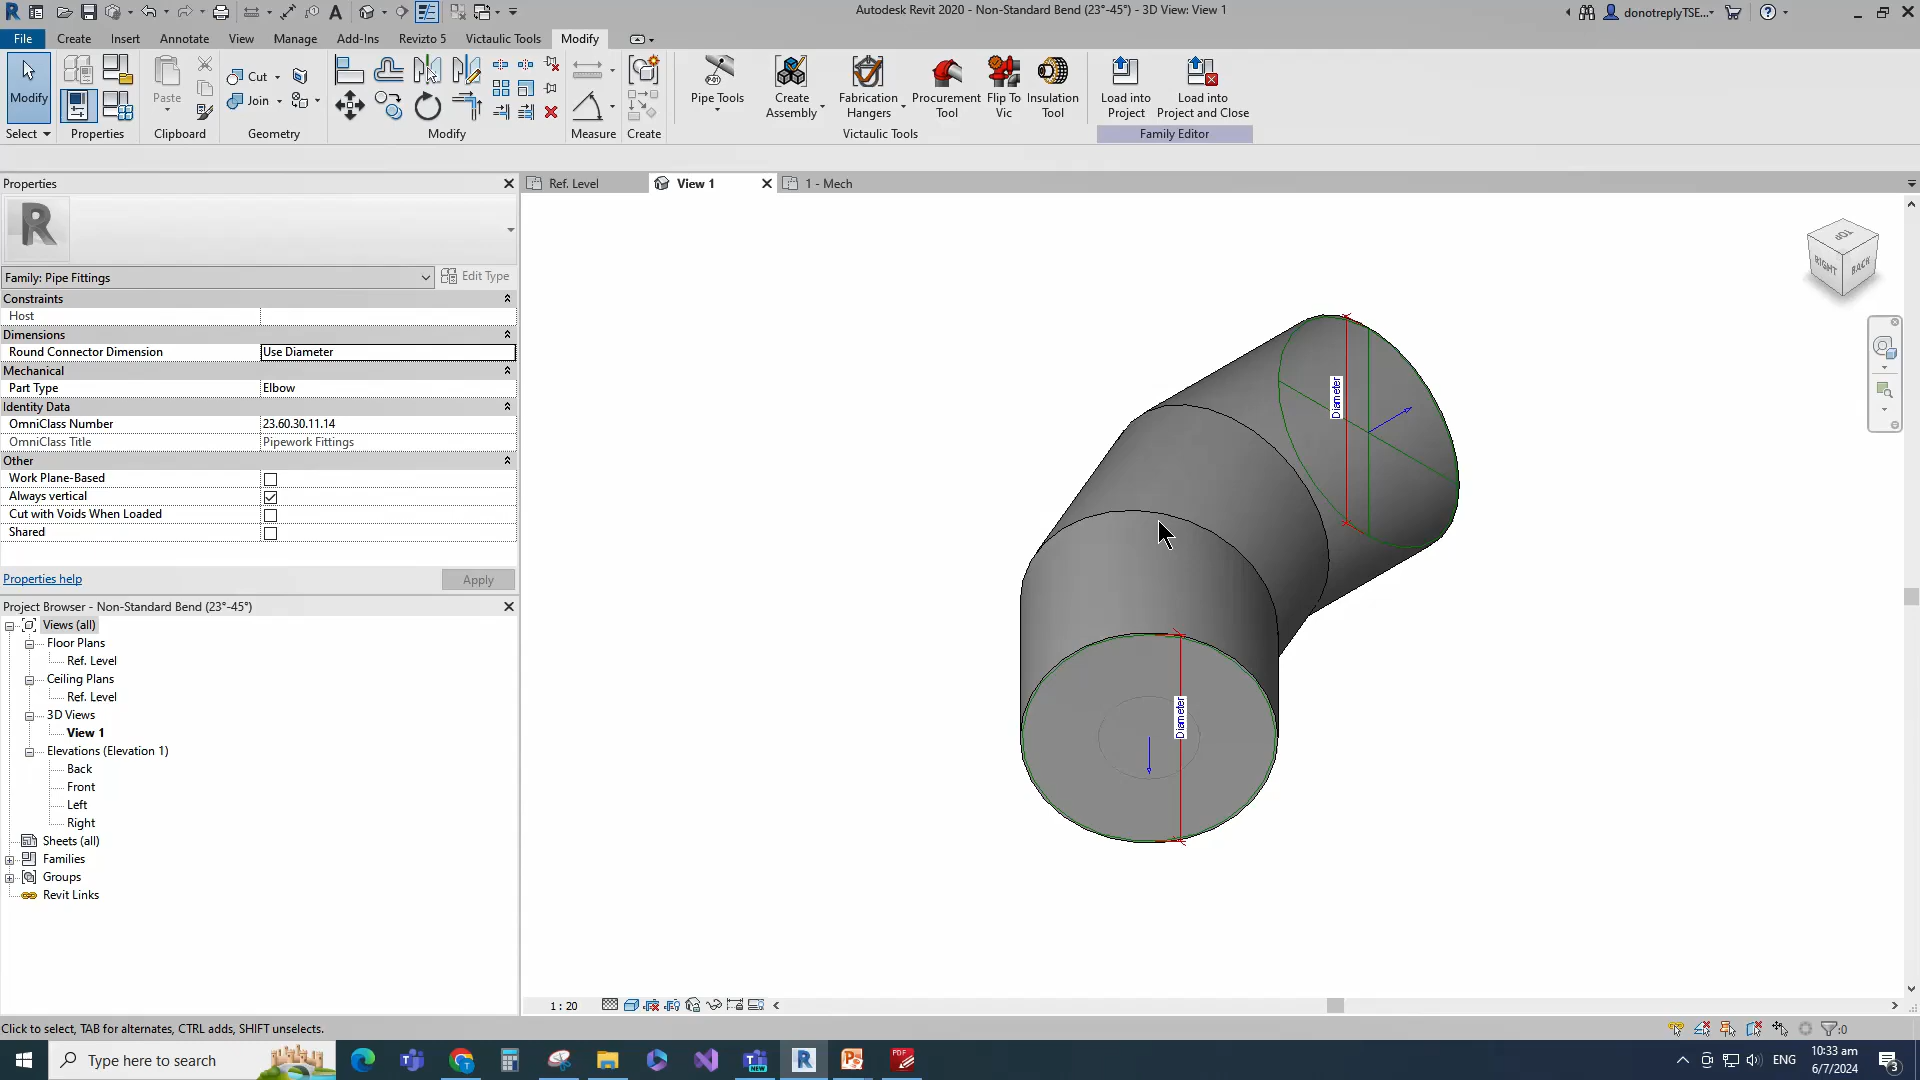 Autodesk Revit 2020 - Non-Standard Bend (23°-45°) - 3D View: View 1
donotreplyTSE...
File
Create
Insert
Annotate
View
Manage
Add-Ins
Revizto 5
Victaulic Tools
Modify
Modify
Paste
Cut
Join
P-01
Pipe Tools
Create Assembly
Fabrication Hangers
Procurement Tool
Flip To Vic
Insulation Tool
Load into Project
Load into Project and Close
Select
Properties
Clipboard
Geometry
Modify
Measure
Create
Victaulic Tools
Family Editor
Properties
Ref. Level
View 1
1 - Mech
R
Family: Pipe Fittings
Edit Type
Constraints
Host
Dimensions
Round Connector Dimension
Use Diameter
Mechanical
Part Type
Elbow
Identity Data
OmniClass Number
23.60.30.11.14
OmniClass Title
Pipework Fittings
Other
Work Plane-Based
Always vertical
Cut with Voids When Loaded
Shared
Properties help
Apply
Project Browser - Non-Standard Bend (23°-45°)
Views (all)
Floor Plans
Ref. Level
Ceiling Plans
Ref. Level
3D Views
View 1
Elevations (Elevation 1)
Back
Front
Left
Right
Sheets (all)
Families
Groups
Revit Links
TOP
RIGHT
BACK
Diameter
Diameter
1 : 20
Click to select, TAB for alternates, CTRL adds, SHIFT unselects.
:0
Type here to search
NEW
PDF
ENG
10:33 am
6/7/2024
3